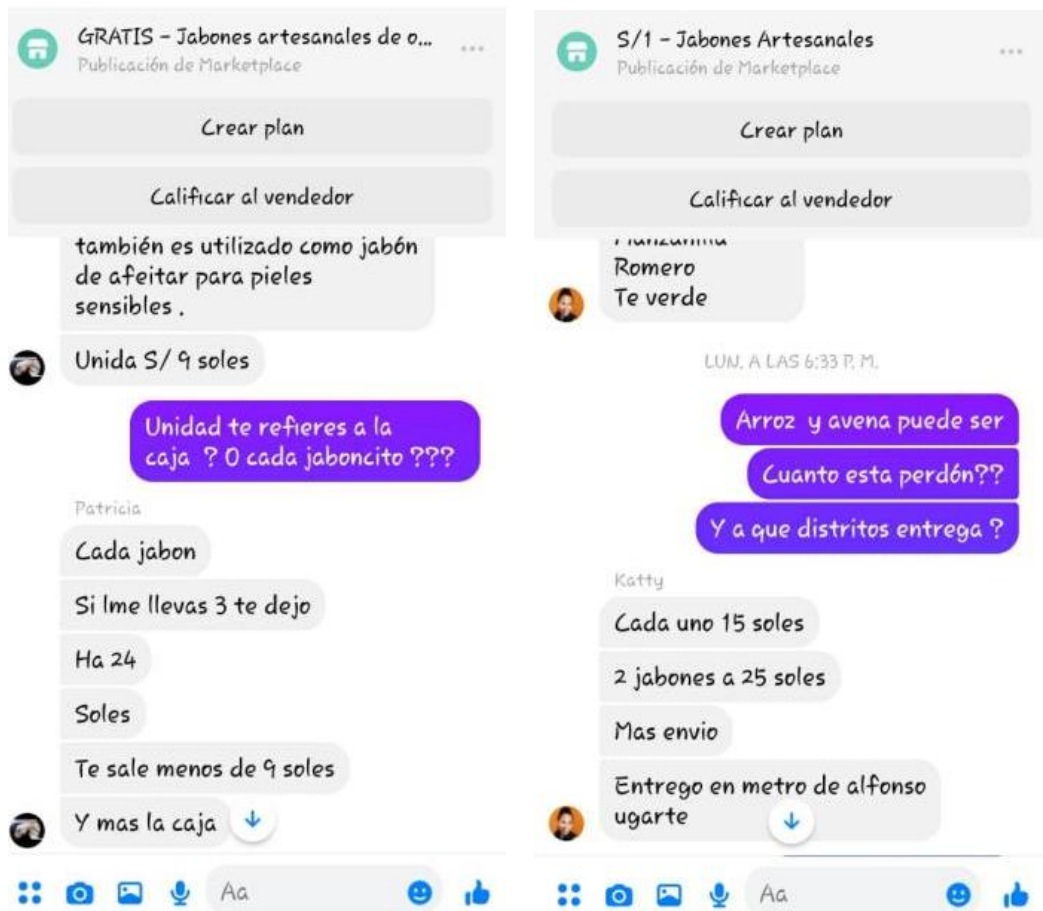 GRATIS - Jabones artesanales de o...
Publicación de Marketplace
Crear plan
Calificar al vendedor
también es utilizado como jabón
de afeitar para pieles
sensibles .
Unida S/ 9 soles
Unidad te refieres a la
caja ? O cada jaboncito ???
Patricia
Cada jabon
Si lme llevas 3 te dejo
Ha 24
Soles
Te sale menos de 9 soles
Y mas la caja
Aa
S/1 - Jabones Artesanales
Publicación de Marketplace
Crear plan
Calificar al vendedor
Manzanilla
Romero
Te verde
LUN. A LAS 6:33 P. M.
Arroz y avena puede ser
Cuanto esta perdón??
Y a que distritos entrega ?
Katty
Cada uno 15 soles
2 jabones a 25 soles
Mas envio
Entrego en metro de alfonso
ugarte
Aa